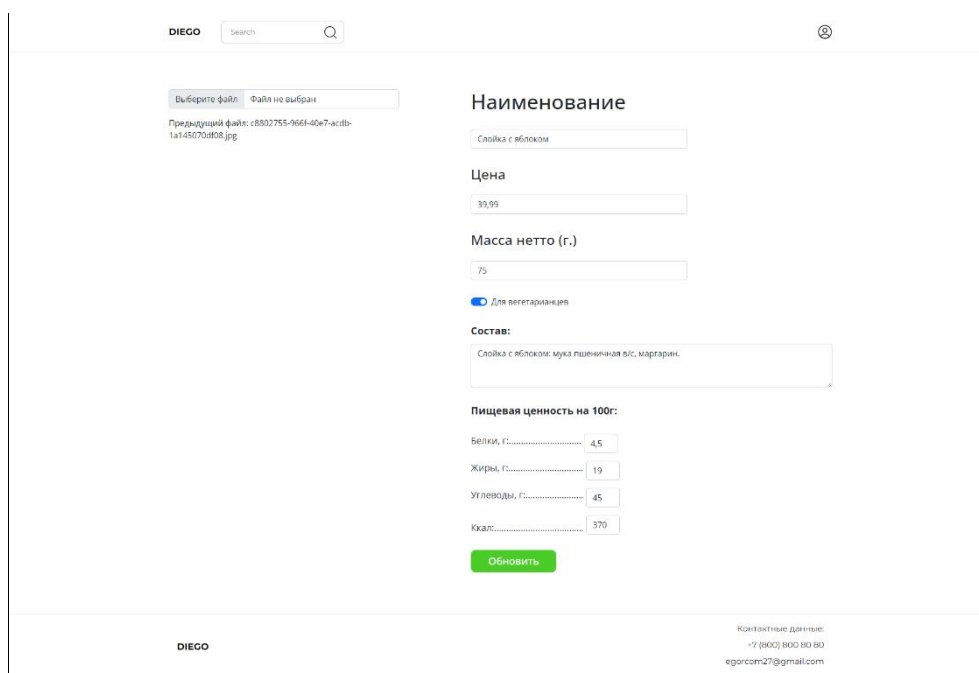 DIEGO
Search
Выберите файл Файл не выбран
Предыдущий файл: c8802755-966f-40e7-acdb-
1a145070df08.jpg
Наименование
Слойка с яблоком
Цена
39,99
Масса нетто (г.)
75
Для вегетарианцев
Состав:
Слойка с яблоком: мука пшеничная в/с, маргарин.
Пищевая ценность на 100г:
Белки, г:.............................. 4,5
Жиры, г:............................... 19
Углеводы, г:........................ 45
Ккал:..................................... 370
Обновить
DIEGO
Контактные данные:
+7 (800) 800 80 80
egorcom27@gmail.com